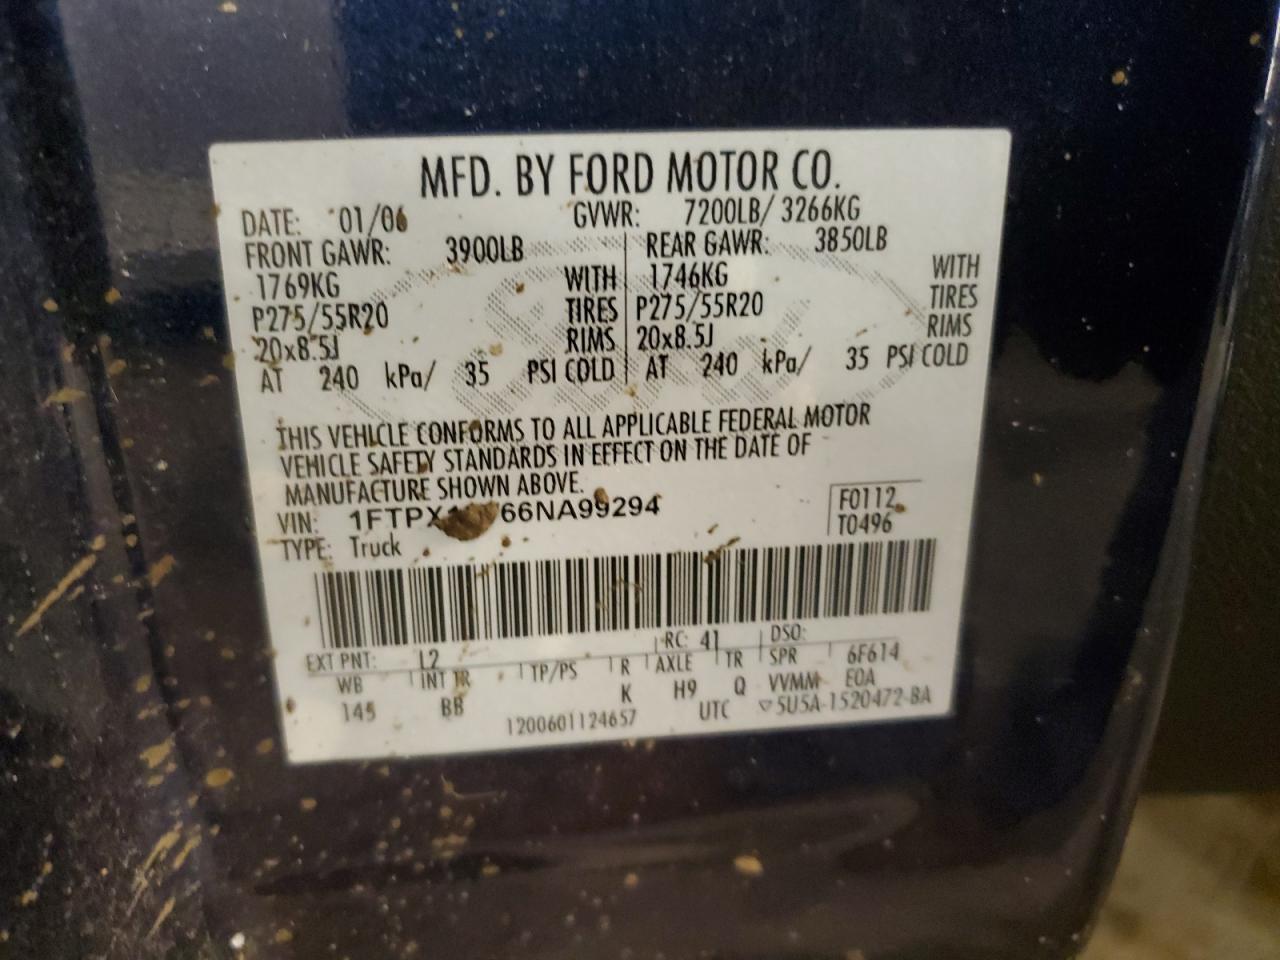 MFD. BY FORD MOTOR CO.
DATE: 01/06 GVWR: 7200LB/ 3266KG
FRONT GAWR: 3900LB REAR GAWR: 3850LB
1769KG WITH 1746KG WITH
P275/55R20 TIRES P275/55R20 TIRES
20x8.5J RIMS 20x8.5J RIMS
AT 240 kPa/ 35 PSI COLD AT 240 kPa/ 35 PSI COLD
THIS VEHICLE CONFORMS TO ALL APPLICABLE FEDERAL MOTOR
VEHICLE SAFETY STANDARDS IN EFFECT ON THE DATE OF
MANUFACTURE SHOWN ABOVE.
VIN: F0112
TYPE: Truck T0496
RC: 41 DSO:
EXT PNT: L2 TP/PS R AXLE TR SPR 6F614
WB INT TR K H9 Q VVMM EOA
145 BB 1200601124657 UTC ▽5U5A-1520472-BA